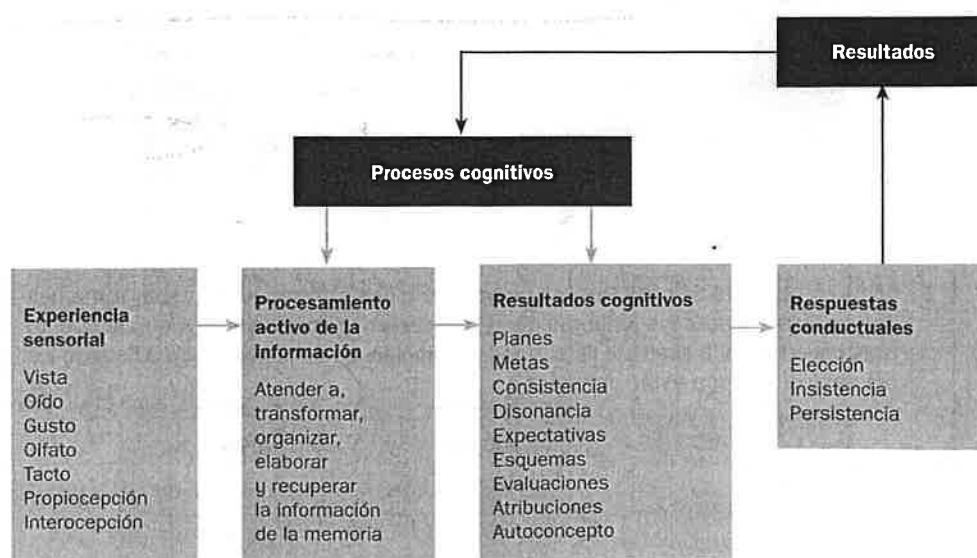 Resultados
Procesos cognitivos
Experiencia
sensorial
Vista
Oído
Gusto
Olfato
Tacto
Propiocepción
Interocepción
Procesamiento
activo de la
información
Atender a,
transformar,
organizar,
elaborar
y recuperar
la información
de la memoria
Resultados cognitivos
Planes
Metas
Consistencia
Disonancia
Expectativas
Esquemas
Evaluaciones
Atribuciones
Autoconcepto
Respuestas
conductuales
Elección
Insistencia
Persistencia